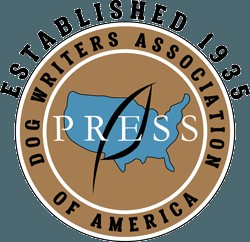 ESTABLISHED 1935
DOG WRITERS ASSOCIATION
OF AMERICA
PRESS